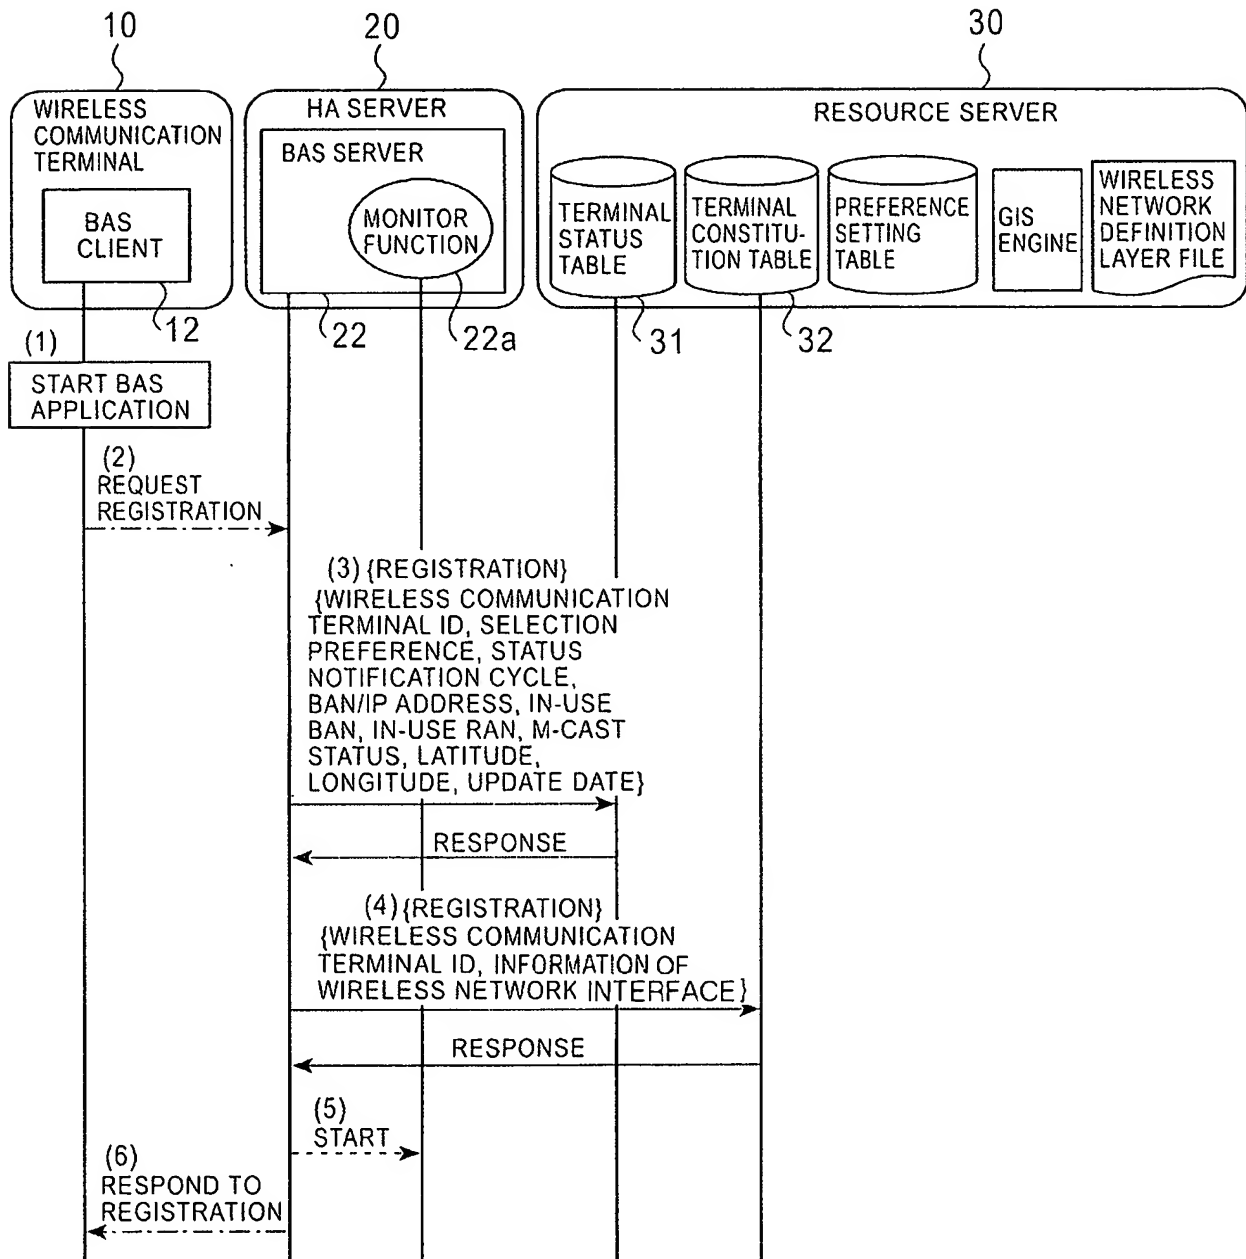 10
20
30
WIRELESS
COMMUNICATION
TERMINAL
BAS
CLIENT
12
HA SERVER
BAS SERVER
MONITOR
FUNCTION
22
22a
RESOURCE SERVER
TERMINAL
STATUS
TABLE
31
TERMINAL
CONSTITU-
TION TABLE
32
PREFERENCE
SETTING
TABLE
GIS
ENGINE
WIRELESS
NETWORK
DEFINITION
LAYER FILE
(1)
START BAS
APPLICATION
(2)
REQUEST
REGISTRATION
(3) {REGISTRATION}
{WIRELESS COMMUNICATION
TERMINAL ID, SELECTION
PREFERENCE, STATUS
NOTIFICATION CYCLE,
BAN/IP ADDRESS, IN-USE
BAN, IN-USE RAN, M-CAST
STATUS, LATITUDE,
LONGITUDE, UPDATE DATE}
RESPONSE
(4) {REGISTRATION}
{WIRELESS COMMUNICATION
TERMINAL ID, INFORMATION OF
WIRELESS NETWORK INTERFACE}
RESPONSE
(5)
START
(6)
RESPOND TO
REGISTRATION